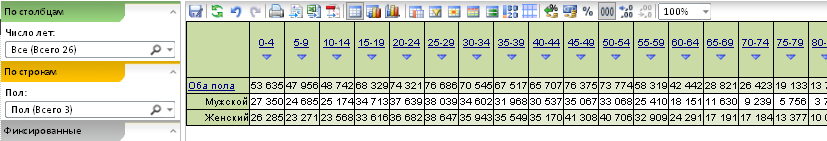 По столбцам
Число лет:
Все (Всего 26)
По строкам
Пол:
Пол (Всего 3)
Фиксированные
% 000 100%
0-4 5-9 10-14 15-19 20-24 25-29 30-34 35-39 40-44 45-49 50-54 55-59 60-64 65-69 70-74 75-79 80-
Оба пола 53 635 47 956 48 742 68 329 74 321 76 686 70 545 67 517 65 707 76 375 73 774 58 319 42 442 28 821 26 423 19 133 13
Мужской 27 350 24 685 25 174 34 713 37 639 38 039 34 602 31 968 30 537 35 067 33 068 25 410 18 151 11 630 9 239 5 756 3
Женский 26 285 23 271 23 568 33 616 36 682 38 647 35 943 35 549 35 170 41 308 40 706 32 909 24 291 17 191 17 184 13 377 10